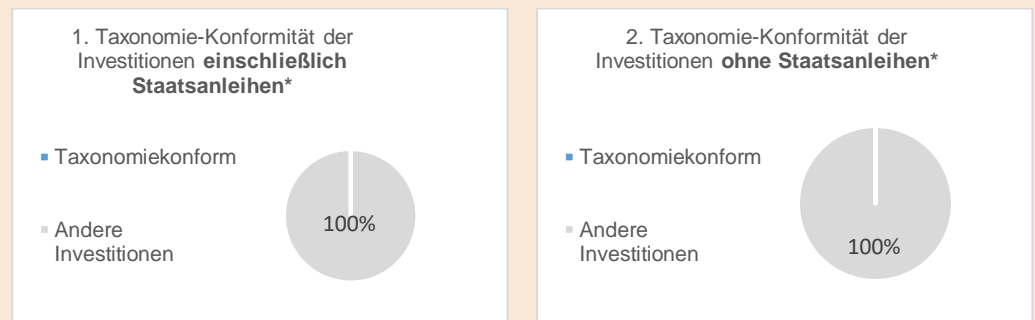 1. Taxonomie-Konformität der
Investitionen einschließlich
Staatsanleihen*
Taxonomiekonform
Andere
Investitionen
100%
2. Taxonomie-Konformität der
Investitionen ohne Staatsanleihen*
Taxonomiekonform
Andere
Investitionen
100%